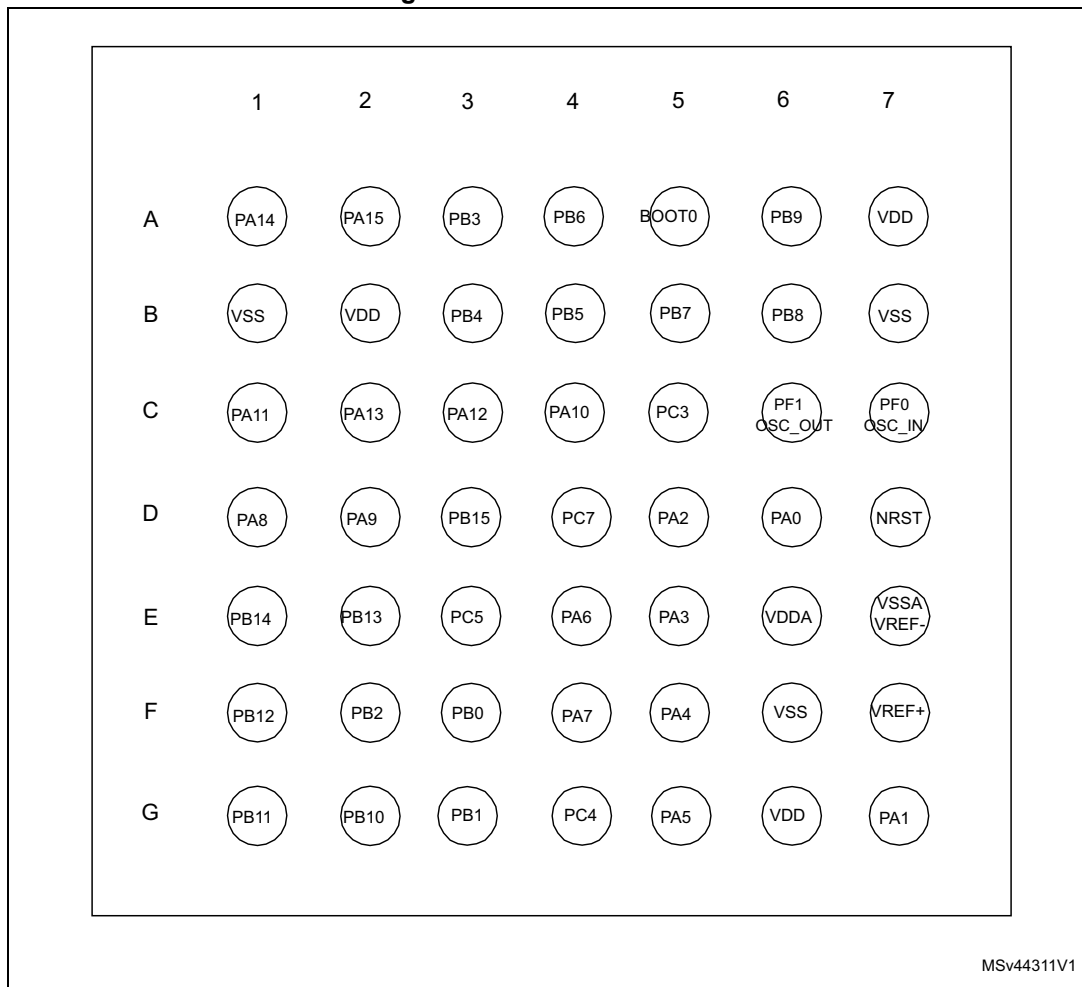 1 2 3 4 5 6 7
A PA14 PA15 PB3 PB6 BOOT0 PB9 VDD
B VSS VDD PB4 PB5 PB7 PB8 VSS
C PA11 PA13 PA12 PA10 PC3 PF1 OSC_OUT PF0 OSC_IN
D PA8 PA9 PB15 PC7 PA2 PA0 NRST
E PB14 PB13 PC5 PA6 PA3 VDDA VSSA VREF-
F PB12 PB2 PB0 PA7 PA4 VSS VREF+
G PB11 PB10 PB1 PC4 PA5 VDD PA1
MSv44311V1